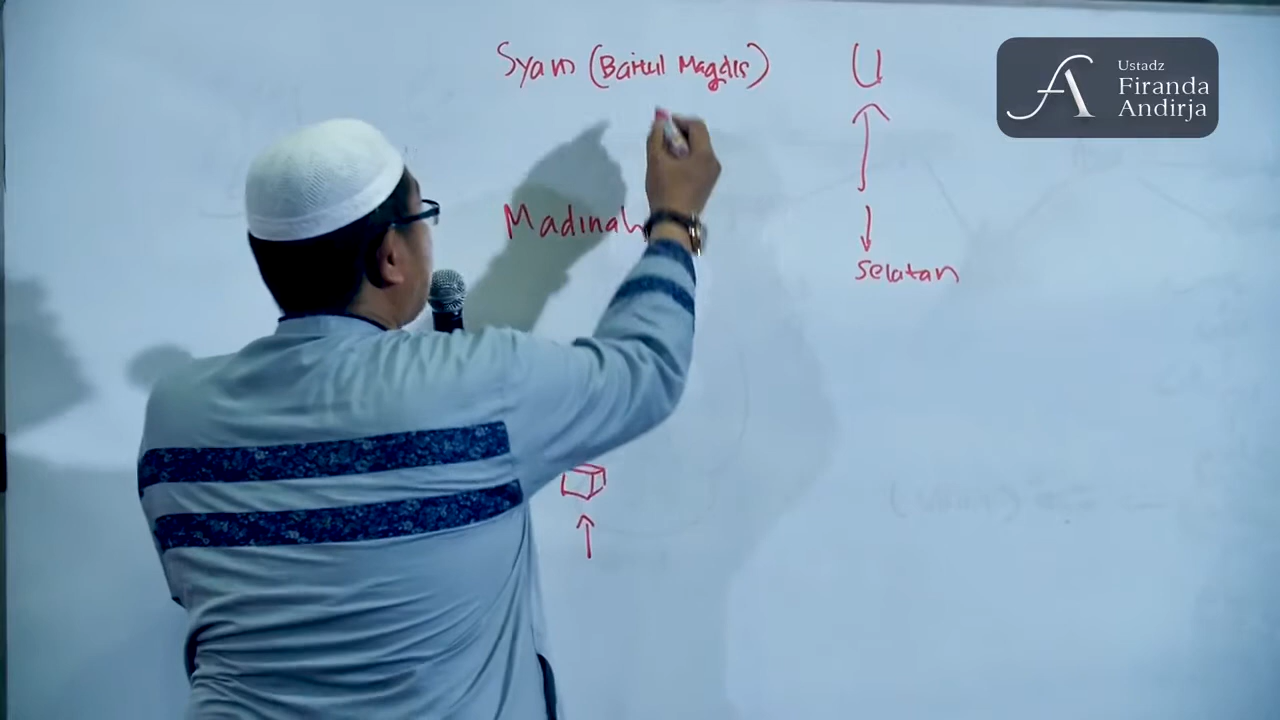 Syam (Baitul Maqdis)
U
Madinah
Selatan
Ustadz
Firanda
Andirja